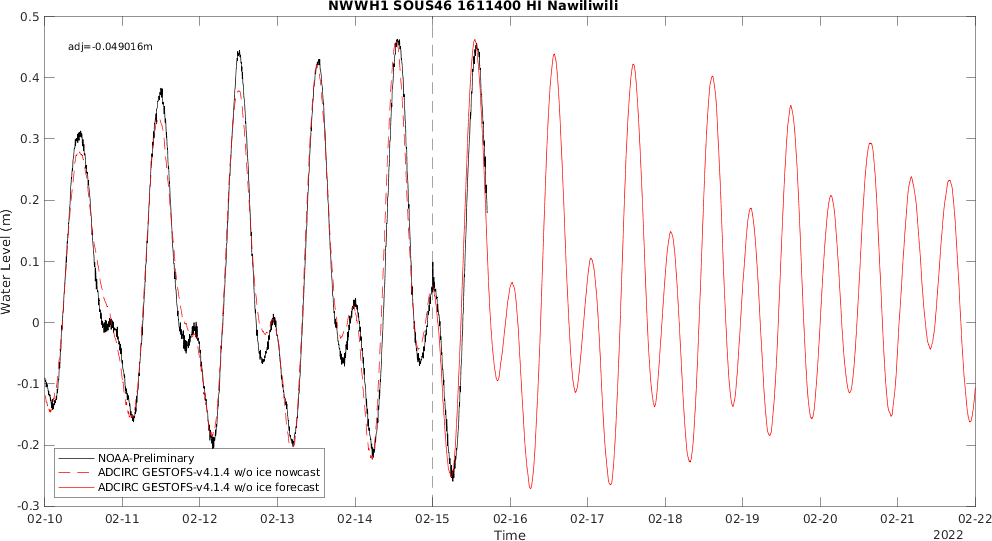 NWWH1 SOUS46 1611400 HI Nawiliwili
0.5
adj=-0.049016m
0.4
0.3
0.2
0.1
0
-0.1
-0.2
-0.3
Water Level (m)
NOAA-Preliminary
ADCIRC GESTOFS-v4.1.4 w/o ice nowcast
ADCIRC GESTOFS-v4.1.4 w/o ice forecast
02-10 02-11 02-12 02-13 02-14 02-15 02-16 02-17 02-18 02-19 02-20 02-21 02-22
Time
2022